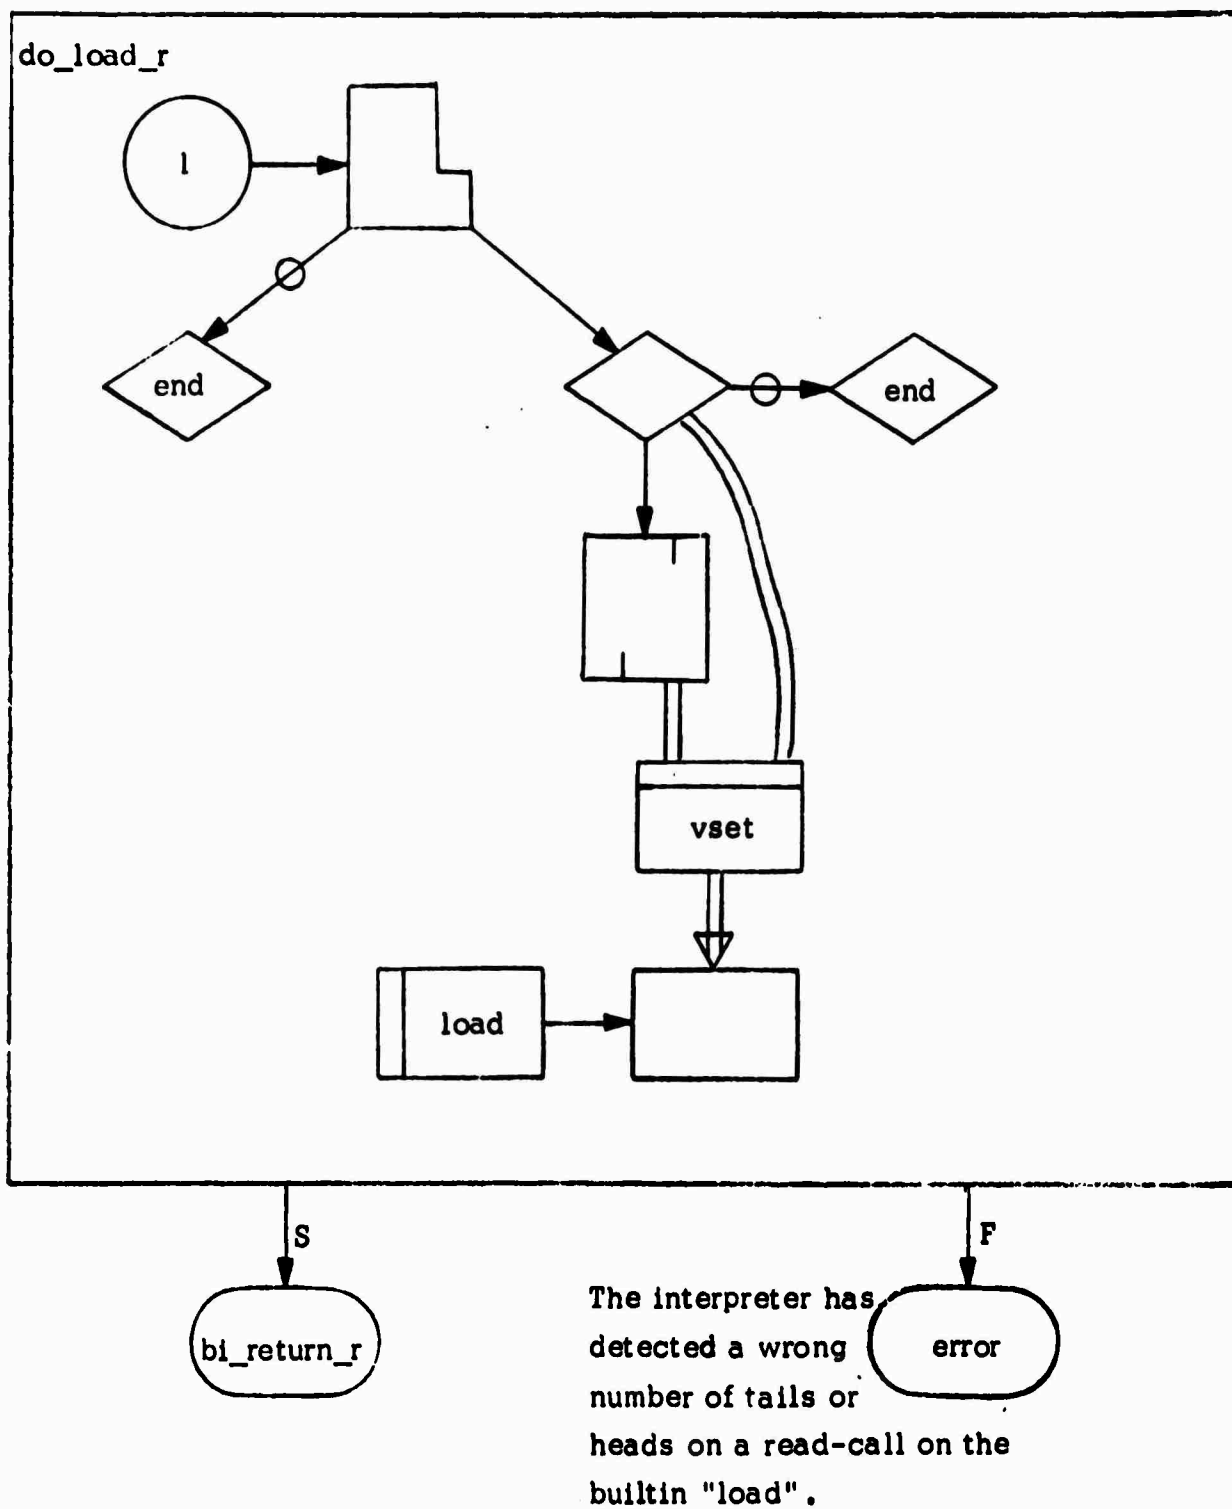 do_load_r
l
end
end
vset
load
S
F
bi_return_r
error
The interpreter has
detected a wrong
number of tails or
heads on a read-call on the
builtin "load".